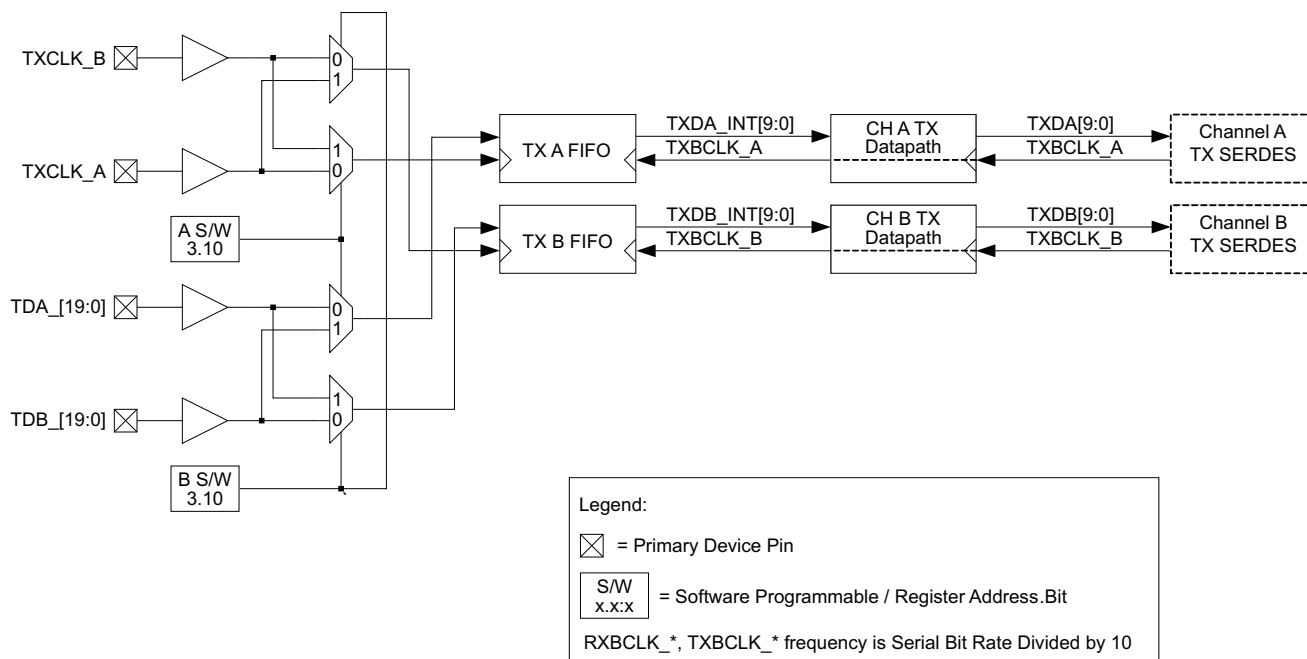 TXCLK_B
0
1
TXCLK_A
1
0
A S/W
3.10
TDA_[19:0]
0
1
TDB_[19:0]
1
0
B S/W
3.10
TX A FIFO
TXDA_INT[9:0]
TXBCLK_A
CH A TX
Datapath
TXDA[9:0]
TXBCLK_A
Channel A
TX SERDES
TX B FIFO
TXDB_INT[9:0]
TXBCLK_B
CH B TX
Datapath
TXDB[9:0]
TXBCLK_B
Channel B
TX SERDES
Legend:
= Primary Device Pin
S/W
x.x:x
= Software Programmable / Register Address.Bit
RXBCLK_*, TXBCLK_* frequency is Serial Bit Rate Divided by 10